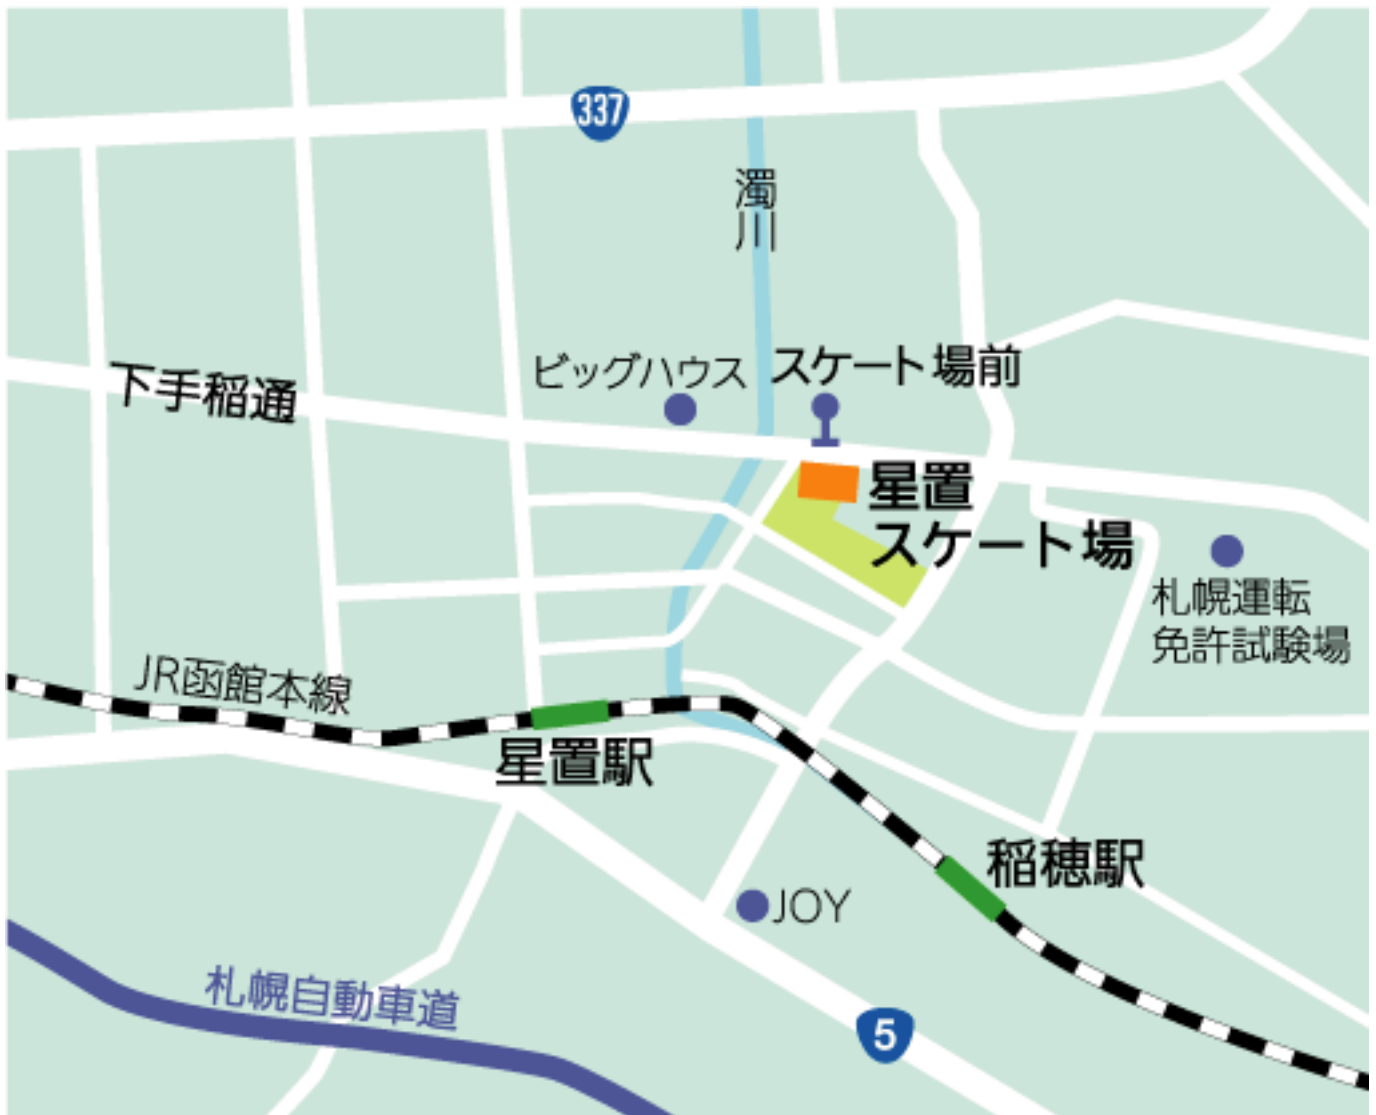 337
濁川
ビッグハウス
スケート場前
下手稲通
星置
スケート場
札幌運転
免許試験場
JR函館本線
星置駅
稲穂駅
JOY
札幌自動車道
5